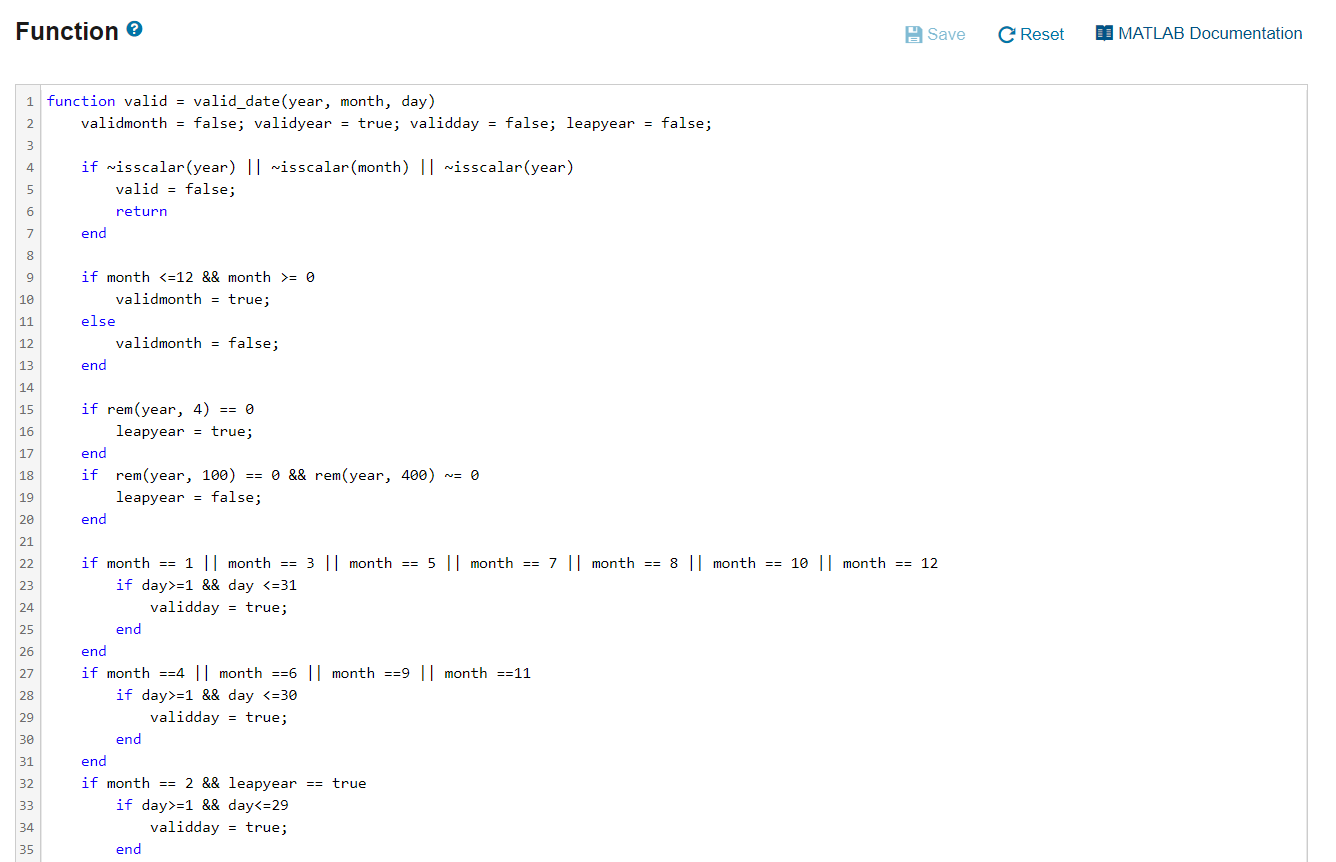 Function ?
Save Reset MATLAB Documentation
1 function valid = valid_date(year, month, day)
2     validmonth = false; validyear = true; validday = false; leapyear = false;
3
4     if ~isscalar(year) || ~isscalar(month) || ~isscalar(year)
5         valid = false;
6         return
7     end
8
9     if month <=12 && month >= 0
10         validmonth = true;
11     else
12         validmonth = false;
13     end
14
15     if rem(year, 4) == 0
16         leapyear = true;
17     end
18     if  rem(year, 100) == 0 && rem(year, 400) ~= 0
19         leapyear = false;
20     end
21
22     if month == 1 || month == 3 || month == 5 || month == 7 || month == 8 || month == 10 || month == 12
23         if day>=1 && day <=31
24             validday = true;
25         end
26     end
27     if month ==4 || month ==6 || month ==9 || month ==11
28         if day>=1 && day <=30
29             validday = true;
30         end
31     end
32     if month == 2 && leapyear == true
33         if day>=1 && day<=29
34             validday = true;
35         end